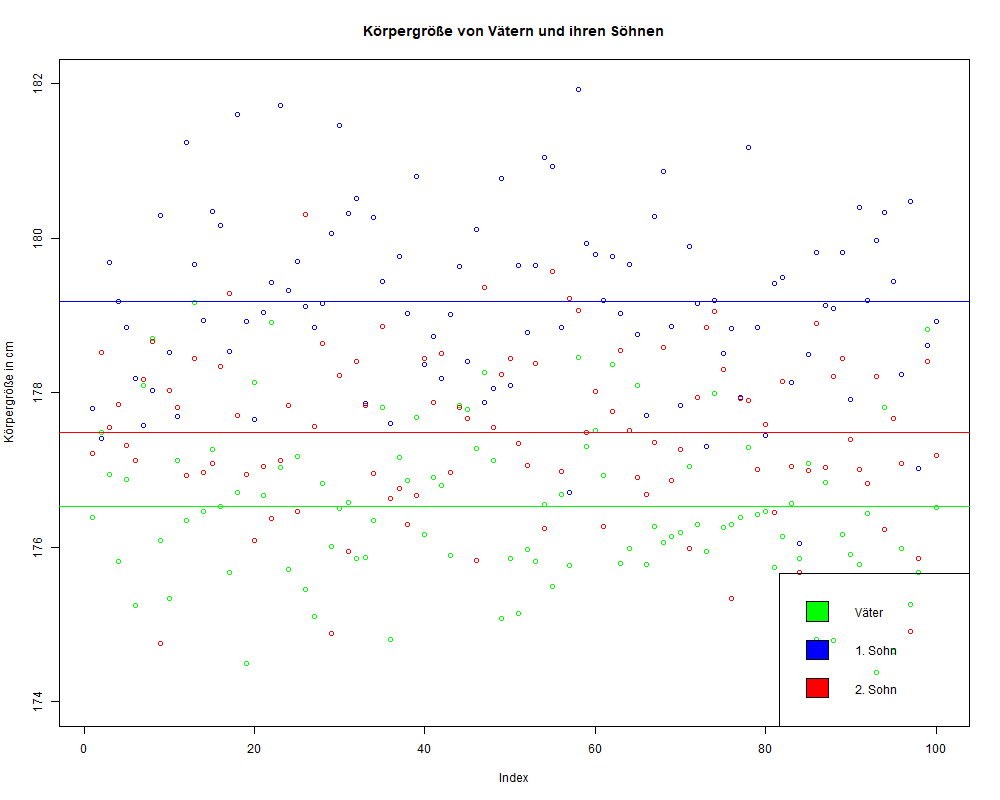 Körpergröße von Vätern und ihren Söhnen
182
180
178
176
174
Körpergröße in cm
Väter
1. Sohn
2. Sohn
0 20 40 60 80 100
Index